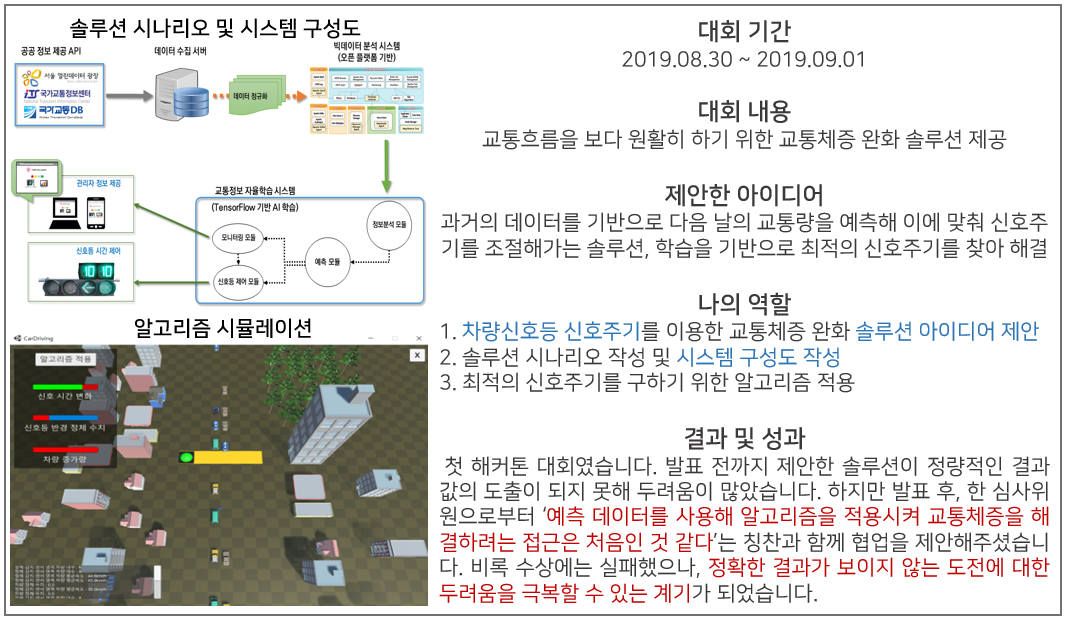 솔루션 시나리오 및 시스템 구성도
공공 정보 제공 API
데이터 수집 서버
빅데이터 분석 시스템
(오픈 플랫폼 기반)
서울 열린데이터 광장
국가교통정보센터
국가교통DB
데이터 정규화
관리자 정보 제공
신호등 시간 제어
10 10
교통정보 자율학습 시스템
(TensorFlow 기반 AI 학습)
정보분석 모듈
모니터링 모듈
예측 모듈
신호등 제어 모듈
알고리즘 시뮬레이션
CarDriving
알고리즘 적용
X
신호 시간 변화
신호등 반경 정체 수치
차량 증가량
대회 기간
2019.08.30 ~ 2019.09.01
대회 내용
교통흐름을 보다 원활히 하기 위한 교통체증 완화 솔루션 제공
제안한 아이디어
과거의 데이터를 기반으로 다음 날의 교통량을 예측해 이에 맞춰 신호주
기를 조절해가는 솔루션, 학습을 기반으로 최적의 신호주기를 찾아 해결
나의 역할
1. 차량신호등 신호주기를 이용한 교통체증 완화 솔루션 아이디어 제안
2. 솔루션 시나리오 작성 및 시스템 구성도 작성
3. 최적의 신호주기를 구하기 위한 알고리즘 적용
결과 및 성과
첫 해커톤 대회였습니다. 발표 전까지 제안한 솔루션이 정량적인 결과
값의 도출이 되지 못해 두려움이 많았습니다. 하지만 발표 후, 한 심사위
원으로부터 ‘예측 데이터를 사용해 알고리즘을 적용시켜 교통체증을 해
결하려는 접근은 처음인 것 같다’는 칭찬과 함께 협업을 제안해주셨습니
다. 비록 수상에는 실패했으나, 정확한 결과가 보이지 않는 도전에 대한
두려움을 극복할 수 있는 계기가 되었습니다.